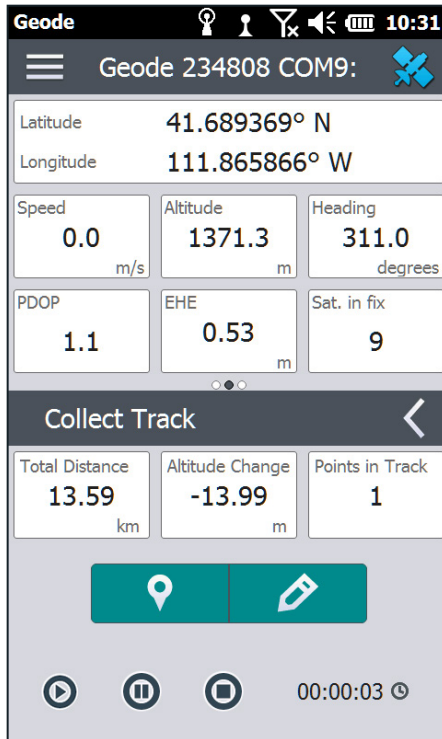 Geode 10:31
Geode 234808 COM9:
Latitude 41.689369° N
Longitude 111.865866° W
Speed Altitude Heading
0.0 1371.3 311.0
m/s m degrees
PDOP EHE Sat. in fix
1.1 0.53 9
m
Collect Track
Total Distance Altitude Change Points in Track
13.59 -13.99 1
km m
00:00:03